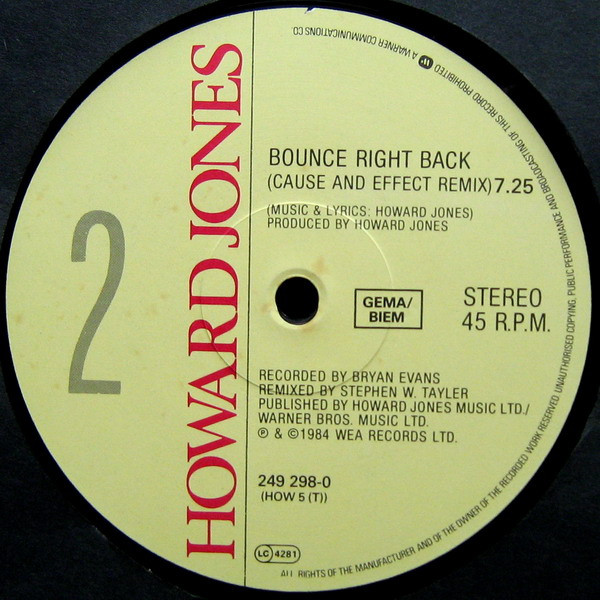 2
HOWARD JONES
BOUNCE RIGHT BACK
(CAUSE AND EFFECT REMIX) 7.25
(MUSIC & LYRICS: HOWARD JONES)
PRODUCED BY HOWARD JONES
GEMA/
BIEM
STEREO
45 R.P.M.
RECORDED BY BRYAN EVANS
REMIXED BY STEPHEN W. TAYLER
PUBLISHED BY HOWARD JONES MUSIC LTD./
WARNER BROS. MUSIC LTD.
℗ & ©1984 WEA RECORDS LTD.
249 298-0
(HOW 5 (T))
LC 4281
ALL RIGHTS OF THE MANUFACTURER AND OF THE OWNER OF THE RECORDED WORK RESERVED UNAUTHORISED COPYING, PUBLIC PERFORMANCE AND BROADCASTING OF THIS RECORD PROHIBITED A WARNER COMMUNICATIONS CO